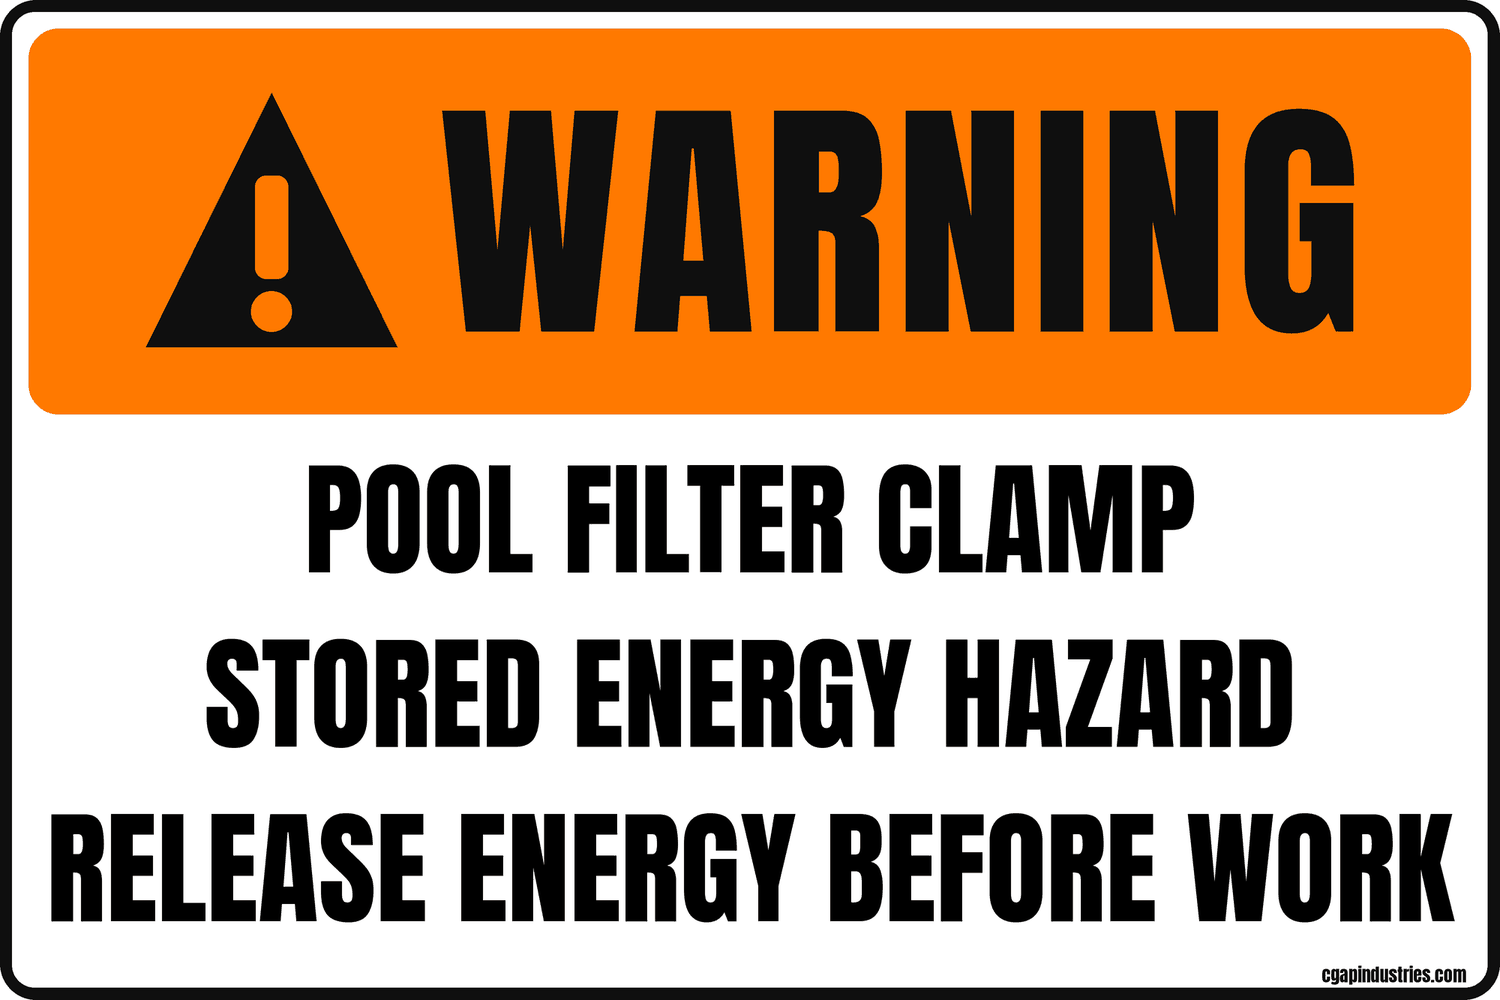 WARNING
POOL FILTER CLAMP
STORED ENERGY HAZARD
RELEASE ENERGY BEFORE WORK
cgapindustries.com